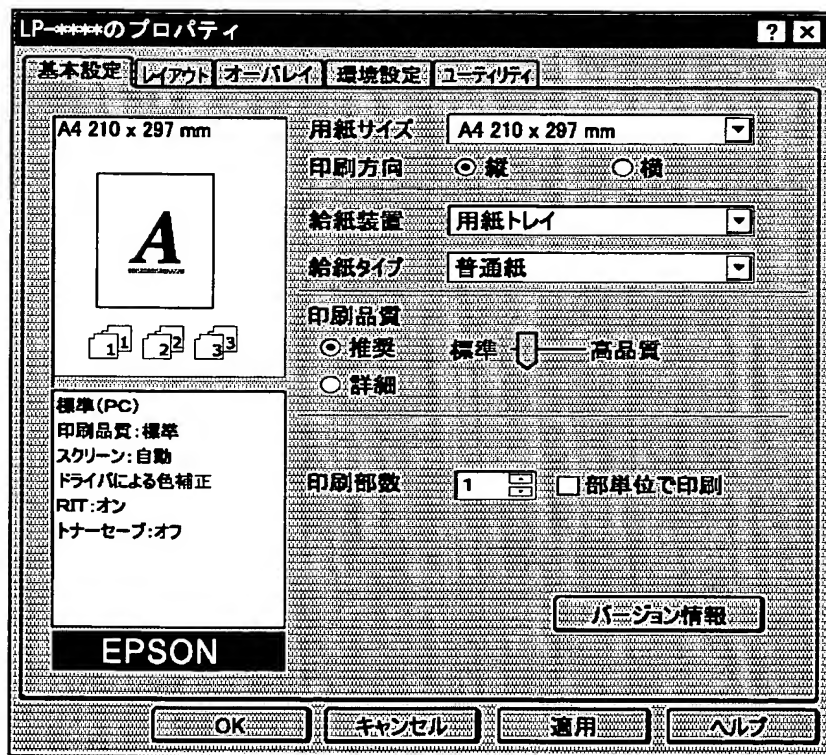 LP-****のプロパティ
基本設定 レイアウト オーバレイ 環境設定 ユーティリティ
A4 210 x 297 mm
A
1 1 2 2 3 3
標準(PC)
印刷品質:標準
スクリーン:自動
ドライバによる色補正
RIT:オン
トナーセーブ:オフ
EPSON
用紙サイズ A4 210 x 297 mm
印刷方向 縦 横
給紙装置 用紙トレイ
給紙タイプ 普通紙
印刷品質
推奨 標準 高品質
詳細
印刷部数 1 部単位で印刷
バージョン情報
OK キャンセル 適用 ヘルプ